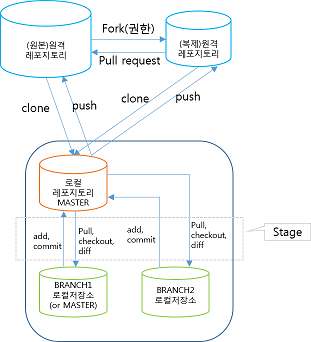 (원본)원격
레포지토리
Fork(권한)
Pull request
(복제)원격
레포지토리
clone
push
clone
push
로컬
레포지토리
MASTER
add,
commit
Pull,
checkout,
diff
add,
commit
Pull,
checkout,
diff
Stage
BRANCH1
로컬저장소
(or MASTER)
BRANCH2
로컬저장소